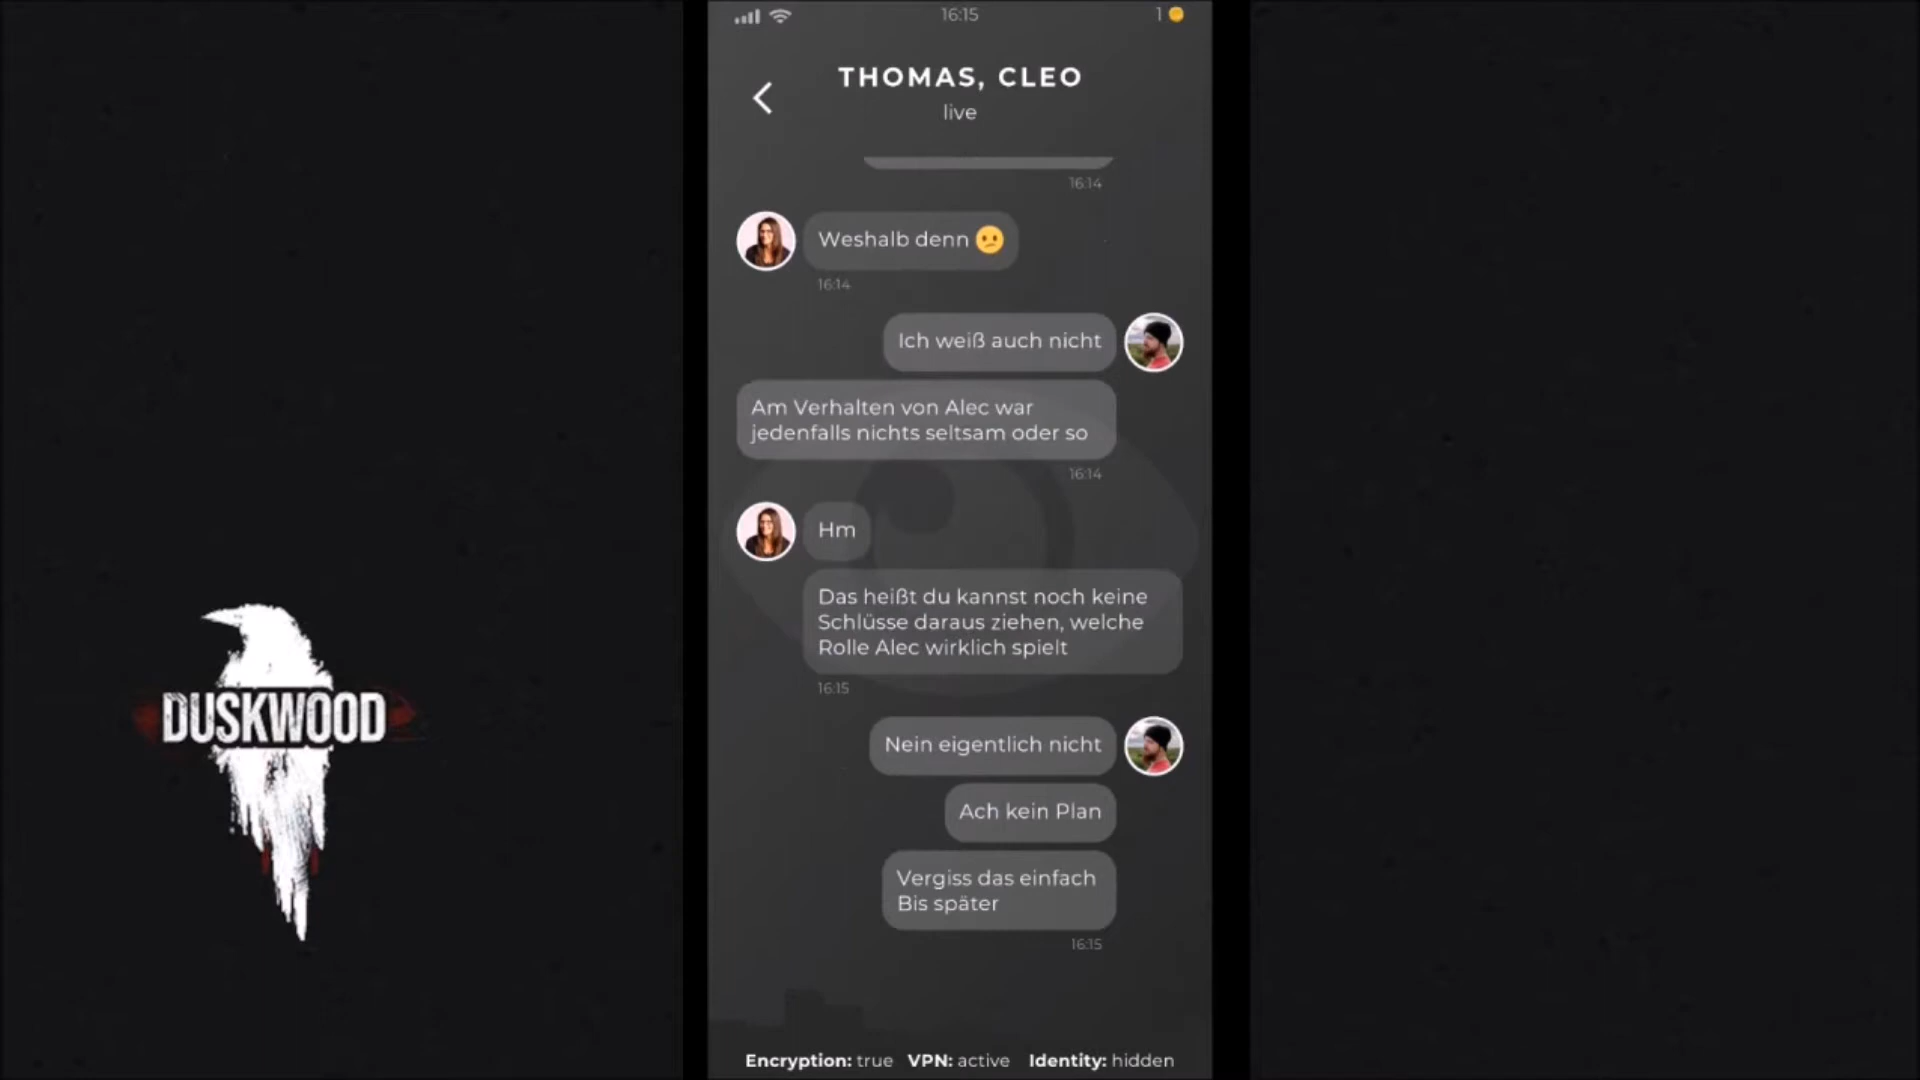 16:15
1
THOMAS, CLEO
live
16:14
Weshalb denn
16:14
Ich weiß auch nicht
Am Verhalten von Alec war
jedenfalls nichts seltsam oder so
16:14
Hm
Das heißt du kannst noch keine
Schlüsse daraus ziehen, welche
Rolle Alec wirklich spielt
16:15
Nein eigentlich nicht
Ach kein Plan
Vergiss das einfach
Bis später
16:15
Encryption: true VPN: active Identity: hidden
DUSKWOOD